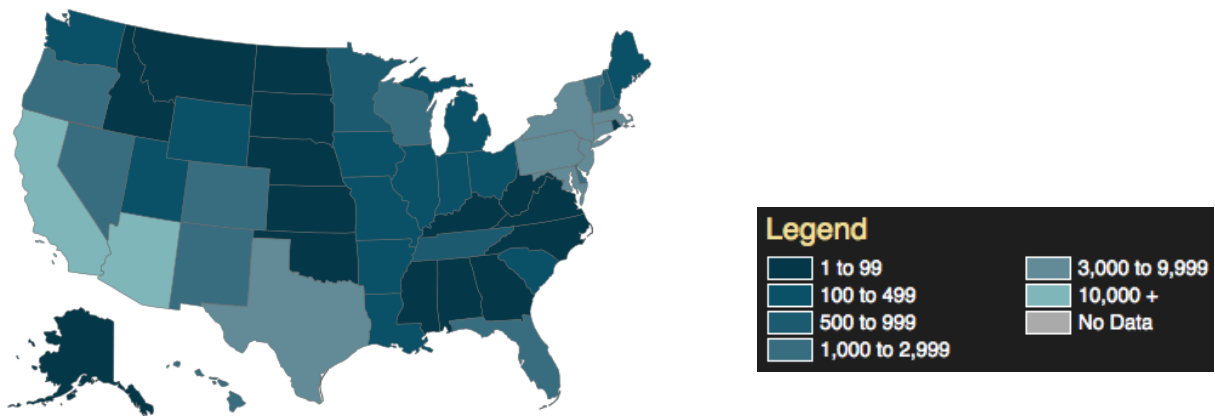 Legend
1 to 99
100 to 499
500 to 999
1,000 to 2,999
3,000 to 9,999
10,000 +
No Data